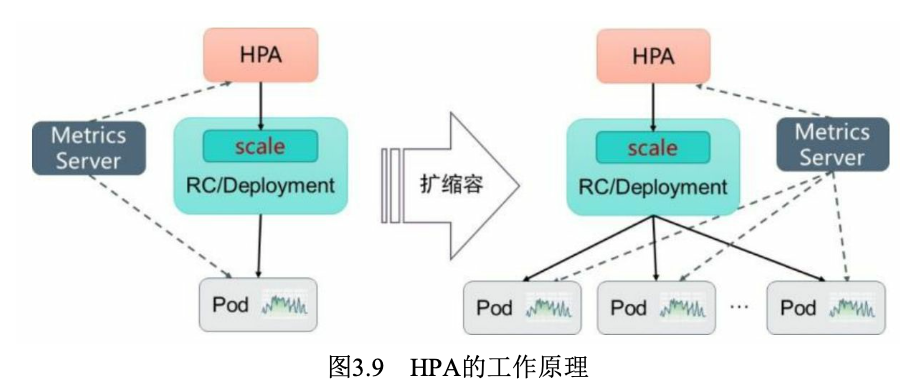 HPA
Metrics
Server
scale
RC/Deployment
Pod
扩缩容
HPA
Metrics
Server
scale
RC/Deployment
Pod
Pod
...
Pod
图3.9 HPA的工作原理